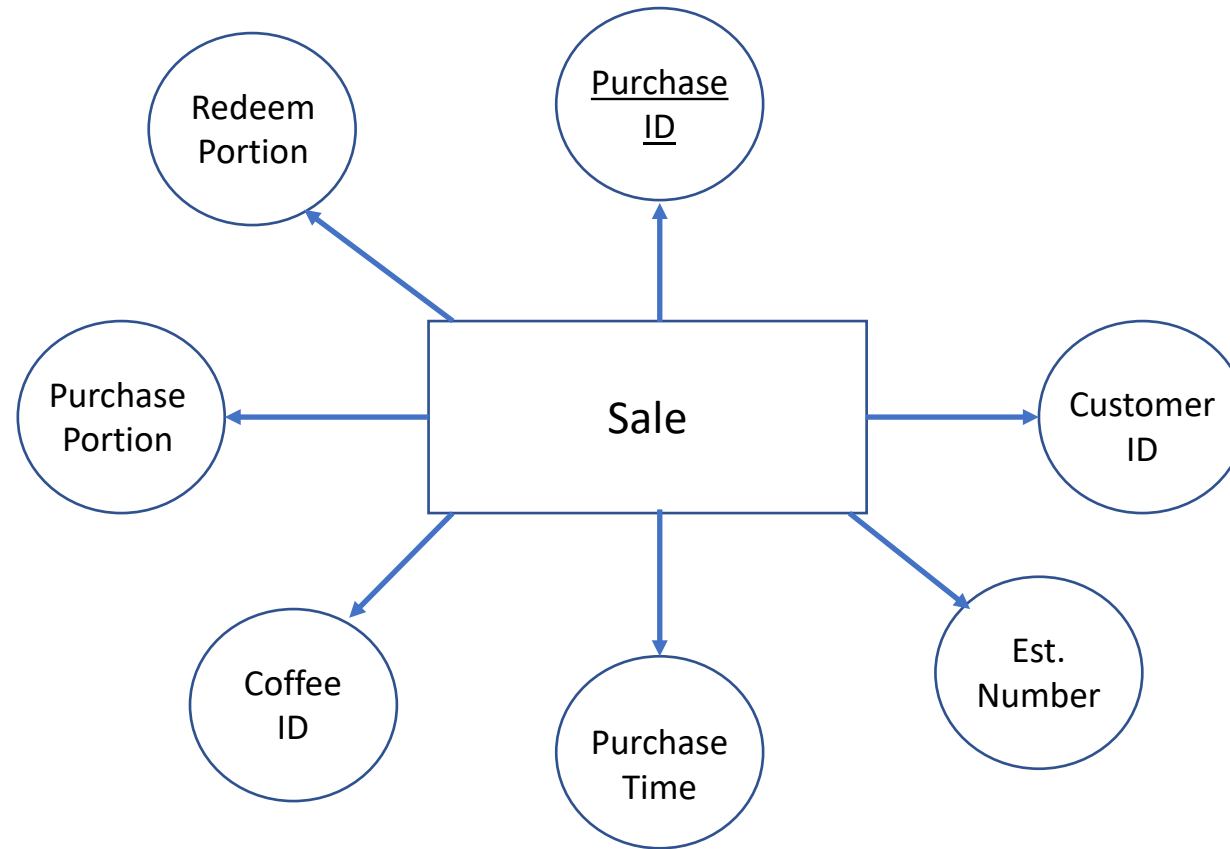 Purchase
ID
Redeem
Portion
Purchase
Portion
Sale
Customer
ID
Coffee
ID
Est.
Number
Purchase
Time